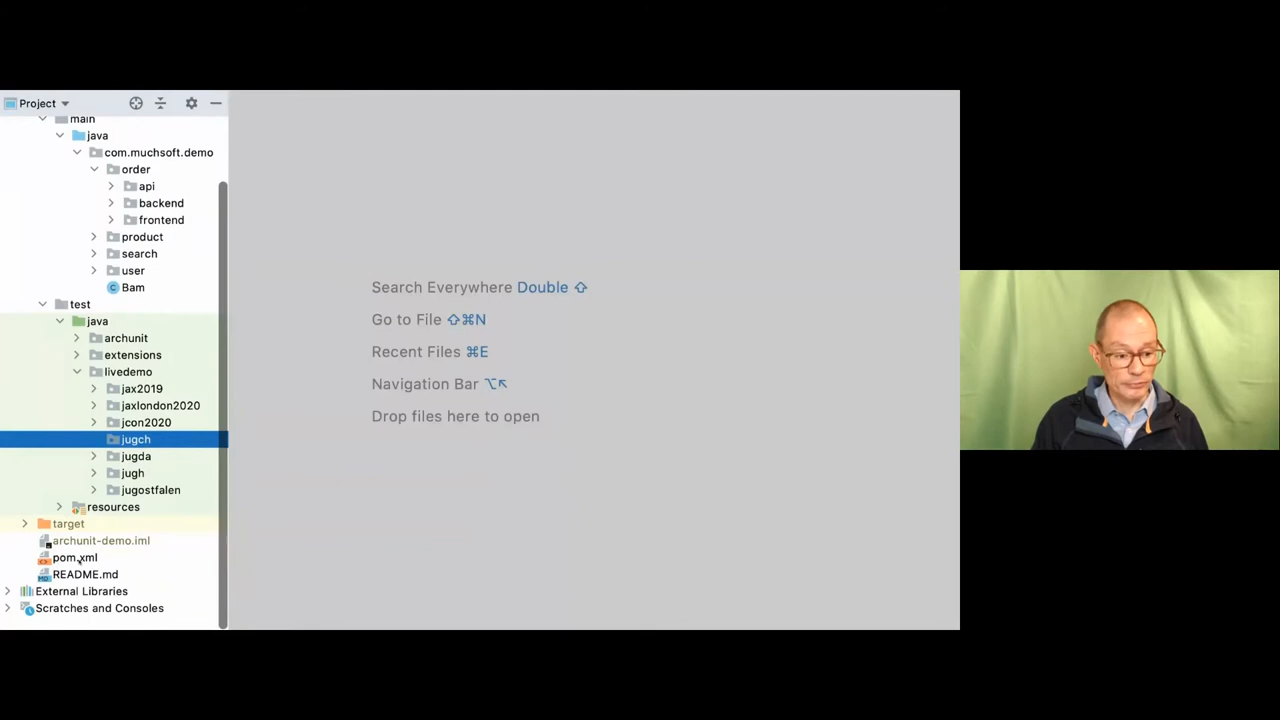 Project
main
java
com.muchsoft.demo
order
api
backend
frontend
product
search
user
Bam
test
java
archunit
extensions
livedemo
jax2019
jaxlondon2020
jcon2020
jugch
jugda
jugh
jugostfalen
resources
target
archunit-demo.iml
pom.xml
README.md
External Libraries
Scratches and Consoles
Search Everywhere Double ⇧
Go to File ⇧⌘N
Recent Files ⌘E
Navigation Bar ⌥↖
Drop files here to open